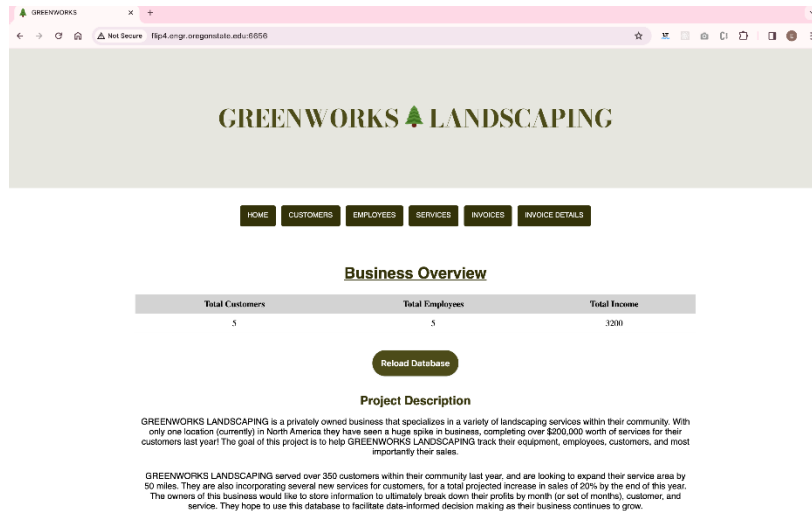 GREENWORKS
Not Secure flip4.engr.oregonstate.edu:6656
GREENWORKS LANDSCAPING
HOME CUSTOMERS EMPLOYEES SERVICES INVOICES INVOICE DETAILS
Business Overview
Total Customers Total Employees Total Income
5 5 3200
Reload Database
Project Description
GREENWORKS LANDSCAPING is a privately owned business that specializes in a variety of landscaping services within their community. With
only one location (currently) in North America they have seen a huge spike in business, completing over $200,000 worth of services for their
customers last year! The goal of this project is to help GREENWORKS LANDSCAPING track their equipment, employees, customers, and most
importantly their sales.
GREENWORKS LANDSCAPING served over 350 customers within their community last year, and are looking to expand their service area by
50 miles. They are also incorporating several new services for customers, for a total projected increase in sales of 20% by the end of this year.
The owners of this business would like to store information to ultimately break down their profits by month (or set of months), customer, and
service. They hope to use this database to facilitate data-informed decision making as their business continues to grow.